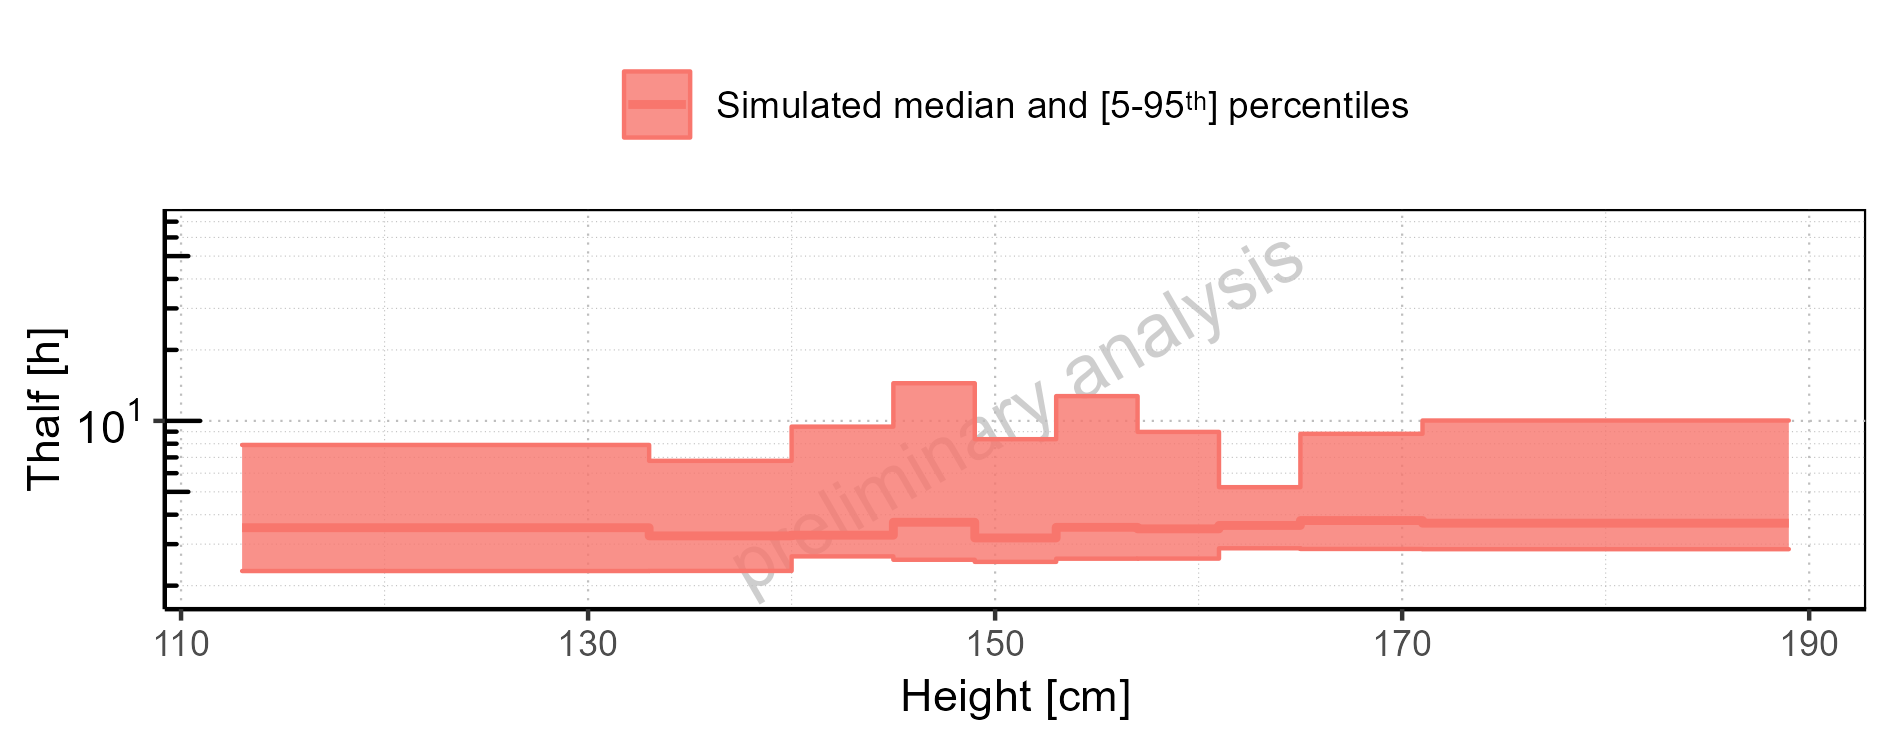 Simulated median and [5-95th] percentiles
Thalf [h]
10¹
preliminary analysis
110 130 150 170 190
Height [cm]